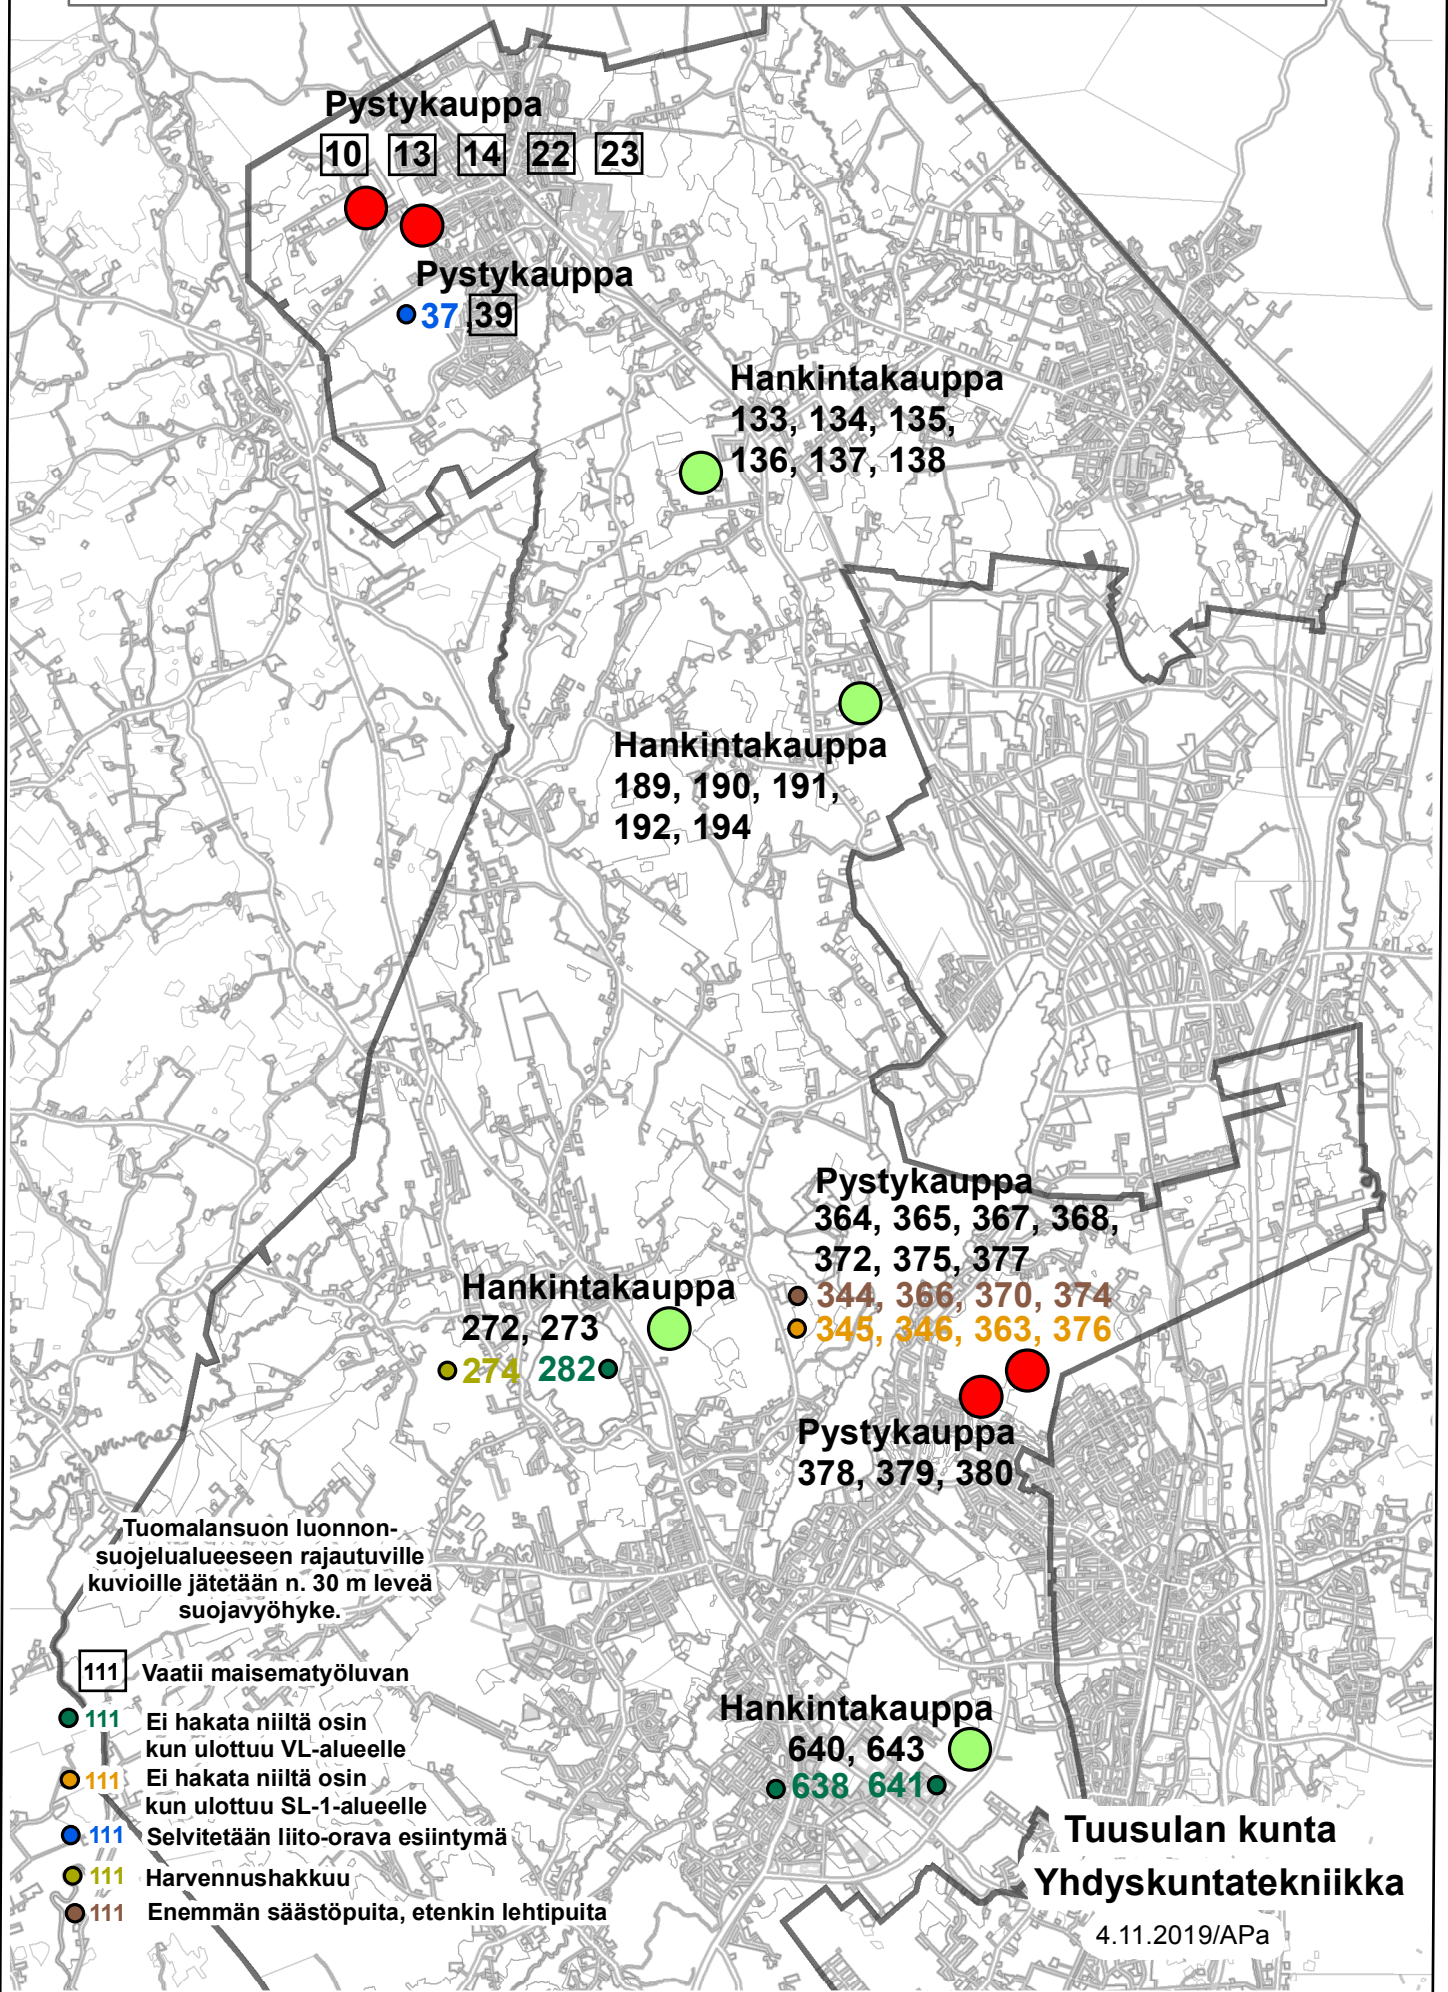 Pystykauppa
10 13 14 22 23
Pystykauppa
37, 39
Hankintakauppa
133, 134, 135,
136, 137, 138
Hankintakauppa
189, 190, 191,
192, 194
Pystykauppa
364, 365, 367, 368,
372, 375, 377
344, 366, 370, 374
345, 346, 363, 376
Hankintakauppa
272, 273
274 282
Pystykauppa
378, 379, 380
Tuomalansuon luonnon-
suojelualueeseen rajautuville
kuvioille jätetään n. 30 m leveä
suojavyöhyke.
111 Vaatii maisematyöluvan
111 Ei hakata niiltä osin
kun ulottuu VL-alueelle
111 Ei hakata niiltä osin
kun ulottuu SL-1-alueelle
111 Selvitetään liito-orava esiintymä
111 Harvennushakkuu
111 Enemmän säästöpuita, etenkin lehtipuita
Hankintakauppa
640, 643
638 641
Tuusulan kunta
Yhdyskuntatekniikka
4.11.2019/APa